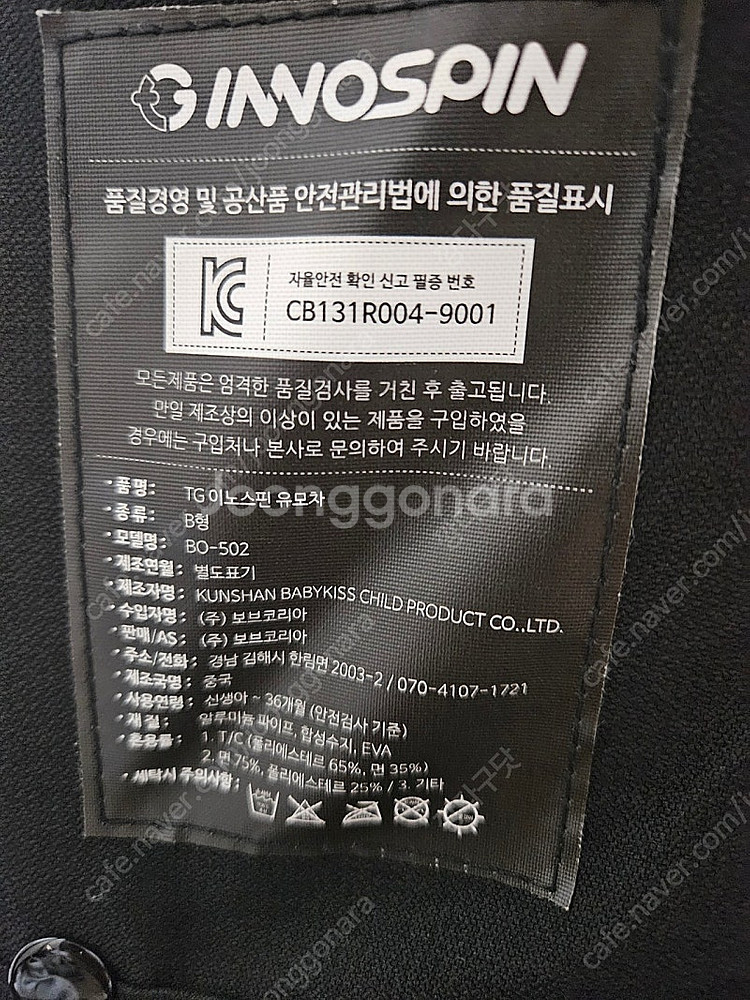 TG INNOSPIN
품질경영 및 공산품 안전관리법에 의한 품질표시
KC
자율안전 확인 신고 필증 번호
CB131R004-9001
모든제품은 엄격한 품질검사를 거친 후 출고됩니다.
만일 제조상의 이상이 있는 제품을 구입하였을
경우에는 구입처나 본사로 문의하여 주시기 바랍니다.
· 품명: TG 이노스핀 유모차
· 종류: B형
· 모델명: BO-502
· 제조연월: 별도표기
· 제조자명: KUNSHAN BABYKISS CHILD PRODUCT CO.,LTD.
· 수입자명: (주) 보브코리아
· 판매/AS: (주) 보브코리아
· 주소/전화: 경남 김해시 한림면 2003-2 / 070-4107-1721
· 제조국명: 중국
· 사용연령: 신생아 ~ 36개월 (안전검사 기준)
· 재 질: 알루미늄 파이프, 합성수지, EVA
· 혼용률: 1. T/C (폴리에스테르 65%, 면 35%)
2. 면 75%, 폴리에스테르 25% / 3. 기타
· 세탁시 주의사항:
Joonggonara
cafe.naver.com/joonggonara